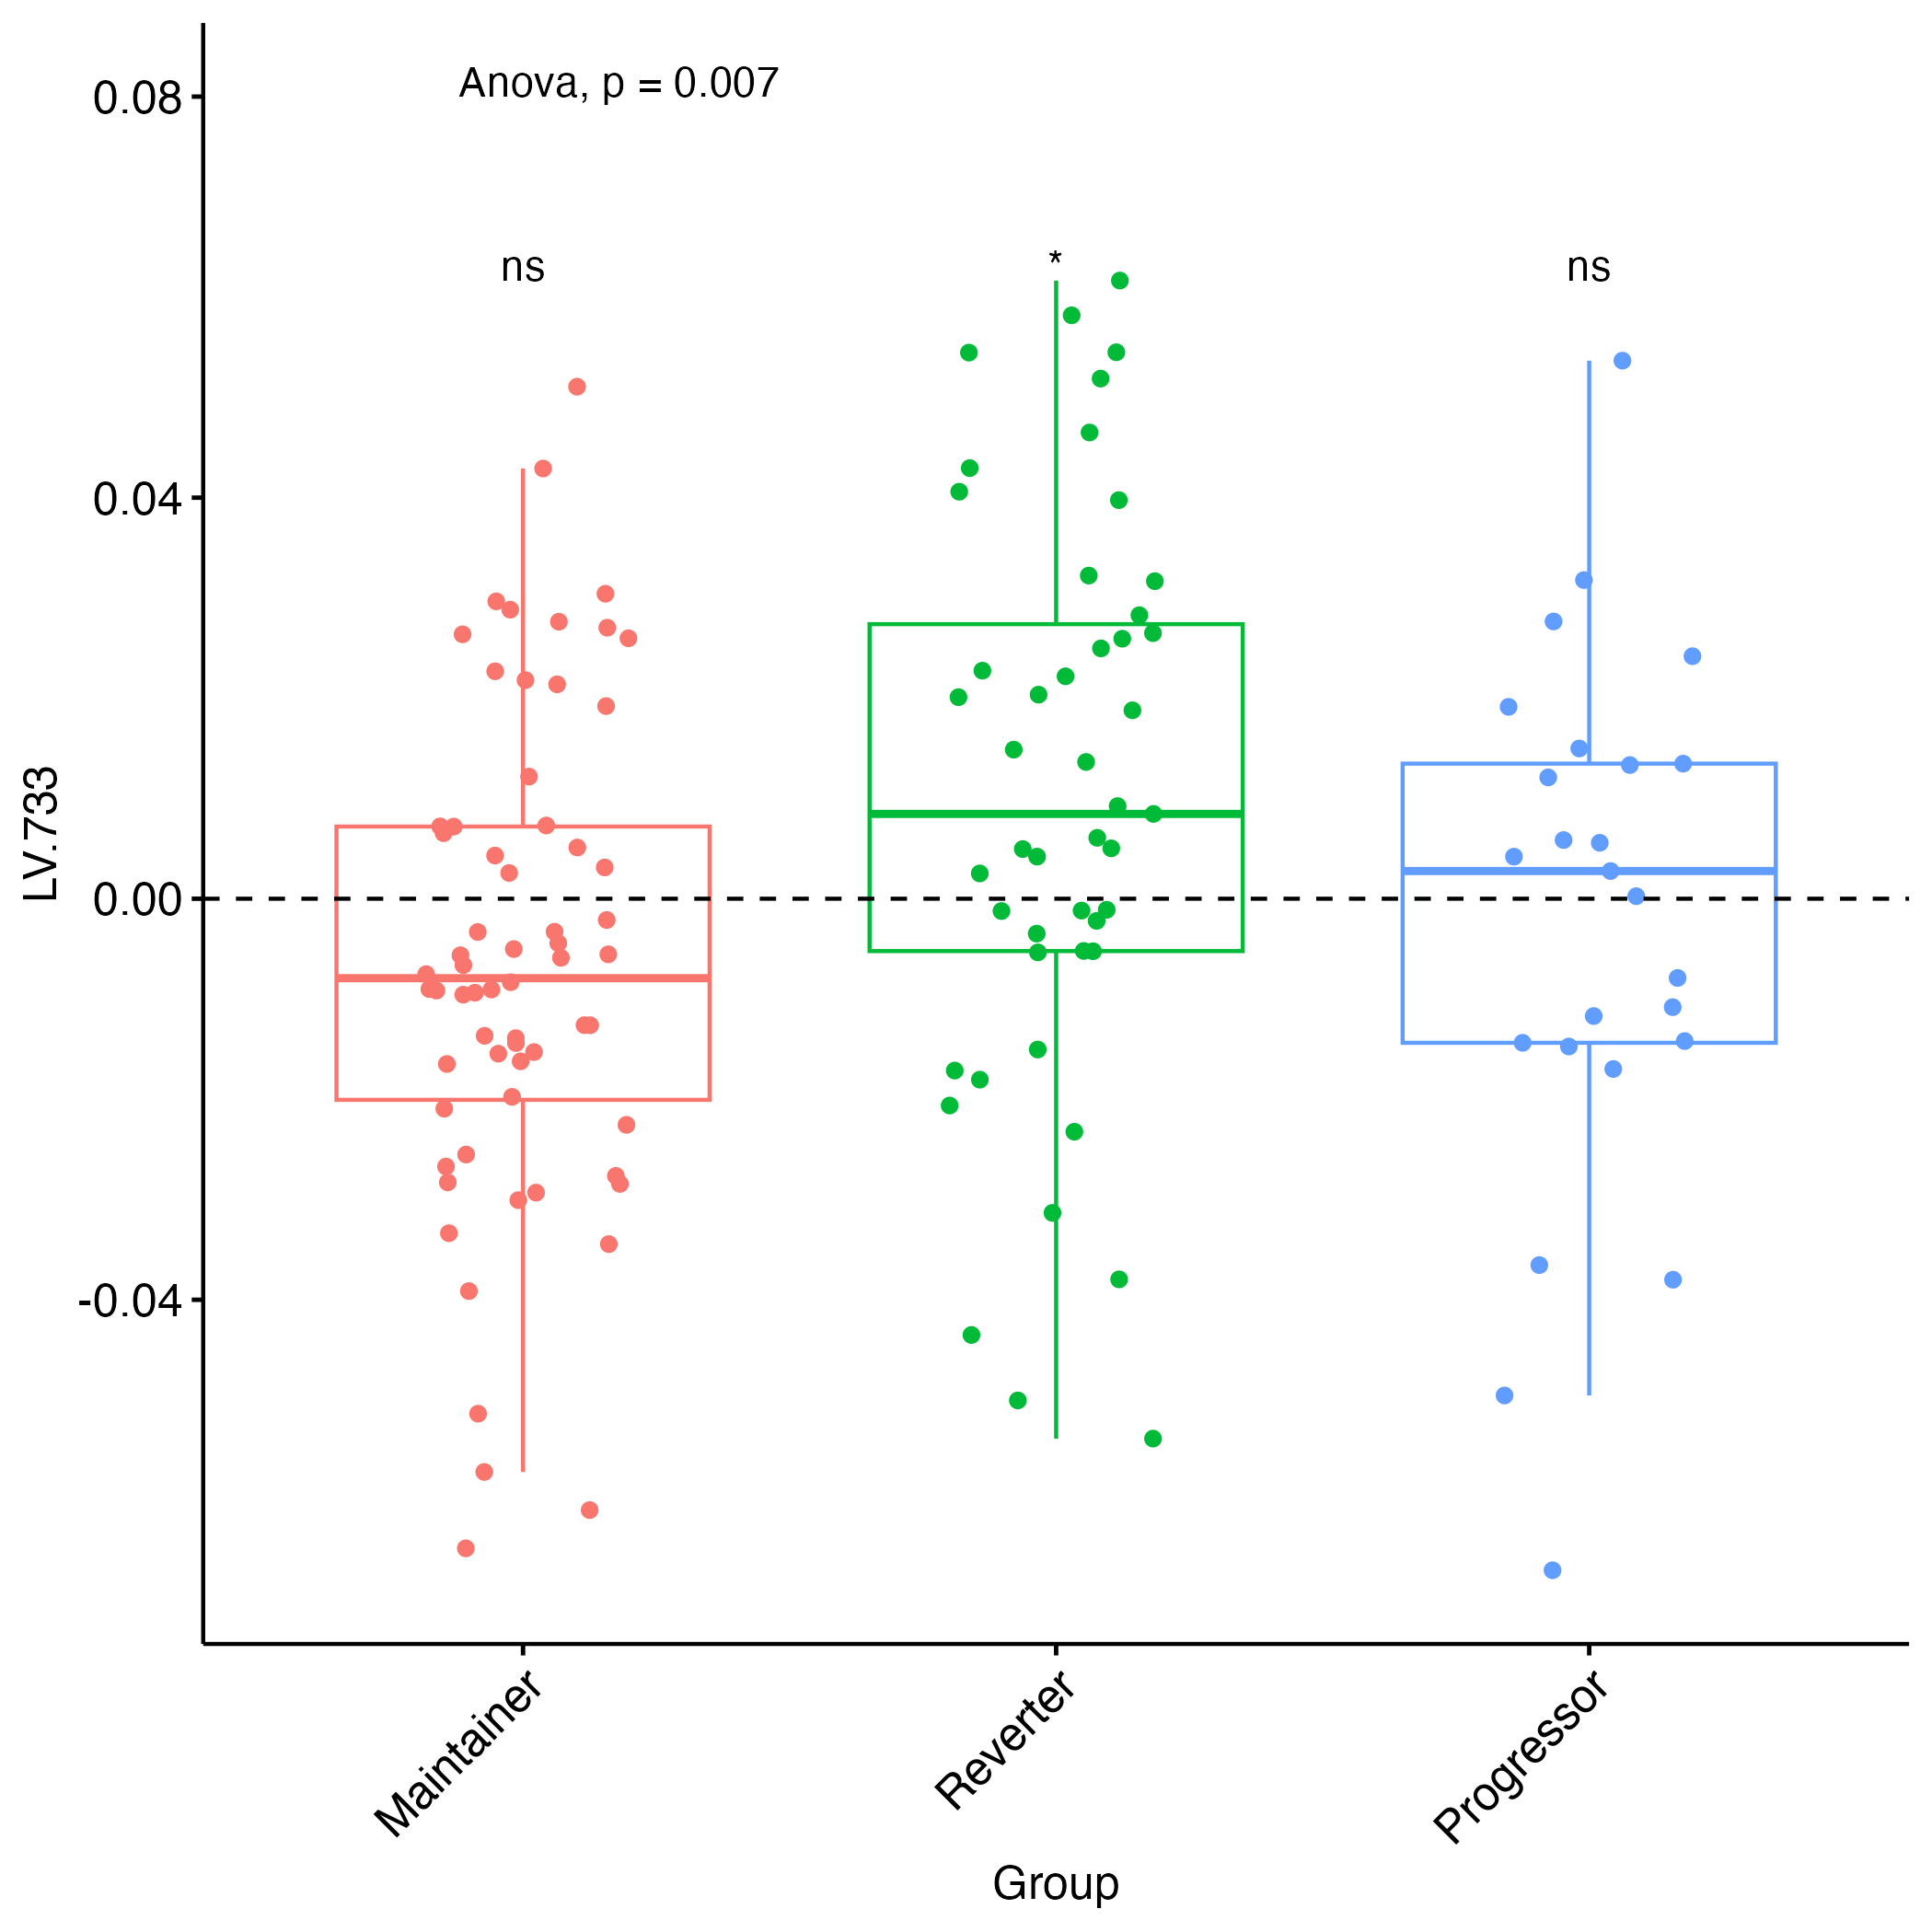 Anova, p = 0.007
0.08
ns
*
ns
0.04
0.00
-0.04
LV.733
Maintainer
Reverter
Progressor
Group